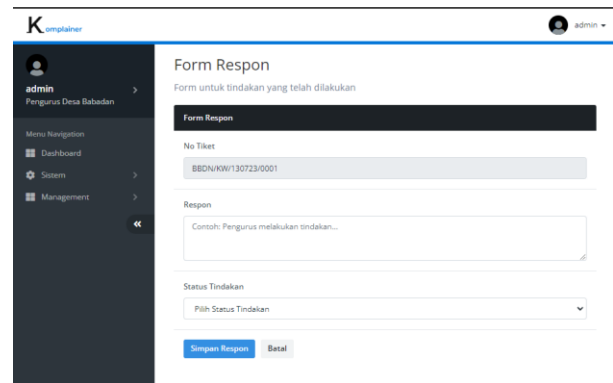 Komplainer
admin
admin
Pengurus Desa Babadan
Menu Navigation
Dashboard
Sistem
Management
Form Respon
Form untuk tindakan yang telah dilakukan
Form Respon
No Tiket
BBDN/KW/130723/0001
Respon
Contoh: Pengurus melakukan tindakan...
Status Tindakan
Pilih Status Tindakan
Simpan Respon Batal